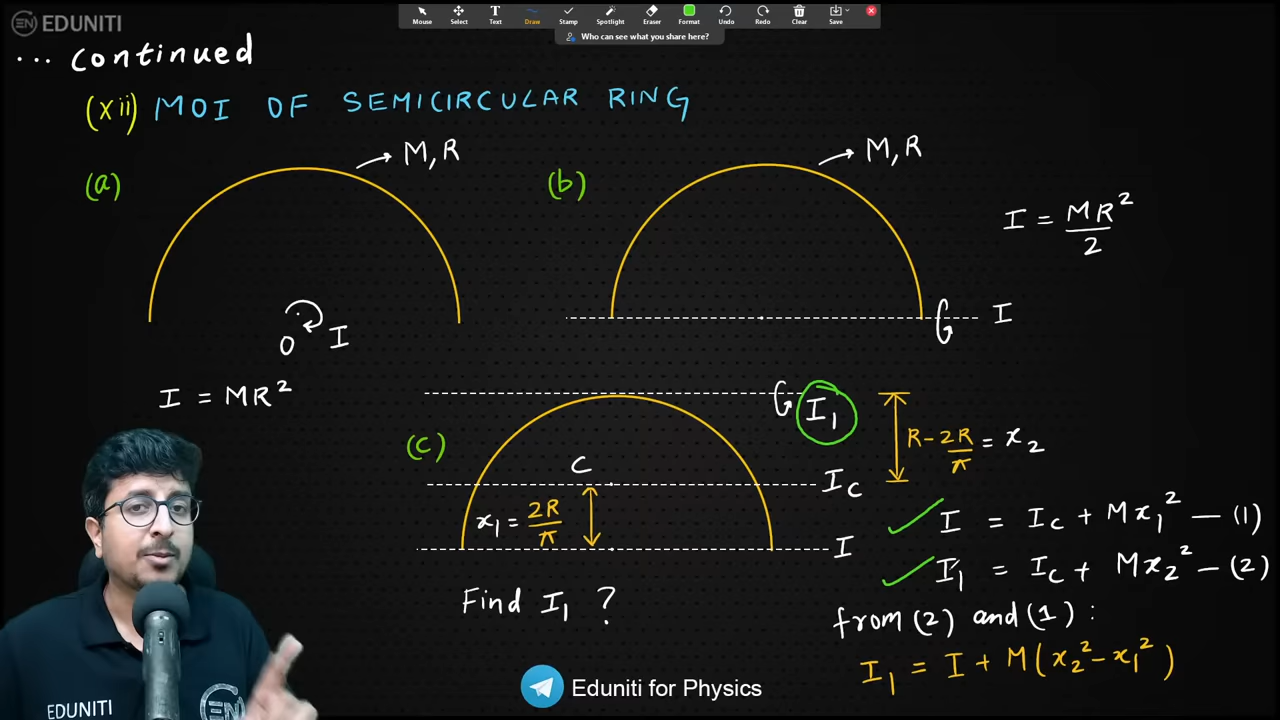 EDUNITI
Mouse Select Text Draw Stamp Spotlight Eraser Format Undo Redo Clear Save
Who can see what you share here?
... continued
(xii) MOI OF SEMICIRCULAR RING
(a)
M, R
O
I
I = MR²
(b)
M, R
I
I = MR²/2
(c)
I₁
C
I_C
x₁ = 2R/π
I
R - 2R/π = x₂
Find I₁ ?
I = I_C + Mx₁² — (1)
I₁ = I_C + Mx₂² — (2)
from (2) and (1) :
I₁ = I + M(x₂² - x₁²)
Eduniti for Physics
EDUNITI